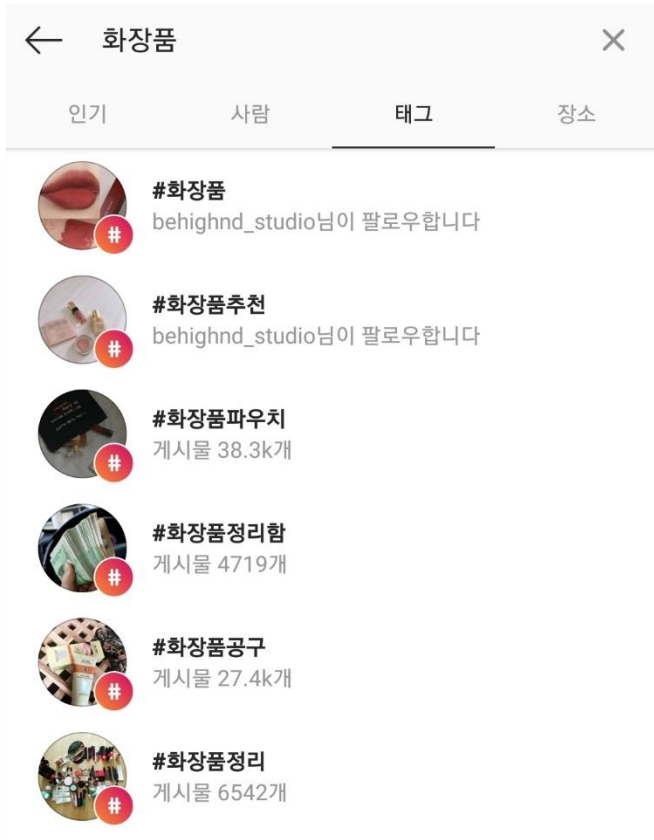 화장품
인기 사람 태그 장소
#화장품
behighnd_studio님이 팔로우합니다
#화장품추천
behighnd_studio님이 팔로우합니다
#화장품파우치
게시물 38.3k개
#화장품정리함
게시물 4719개
#화장품공구
게시물 27.4k개
#화장품정리
게시물 6542개